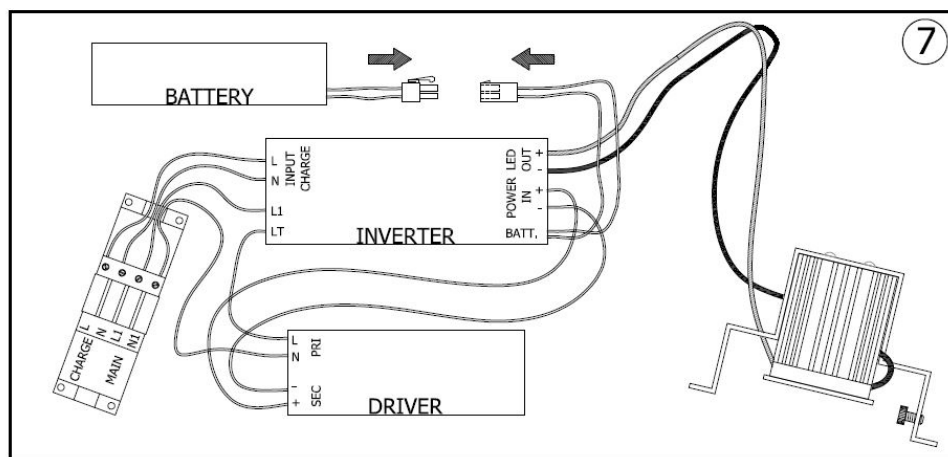 7
BATTERY
L
N
INPUT
CHARGE
L1
LT
INVERTER
LED
OUT
+
-
POWER
IN
+
-
BATT.
L
N
L1
N1
CHARGE
MAIN
L
N
PRI
-
+
SEC
DRIVER